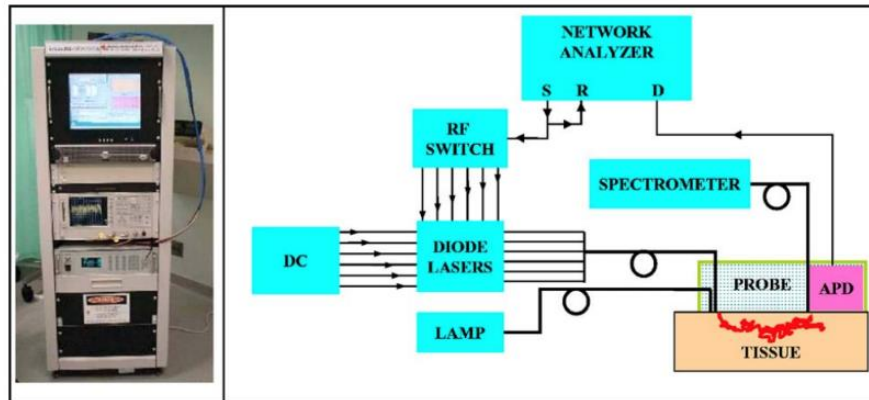 NETWORK
ANALYZER
S R D
RF
SWITCH
SPECTROMETER
DC
DIODE
LASERS
PROBE
APD
LAMP
TISSUE